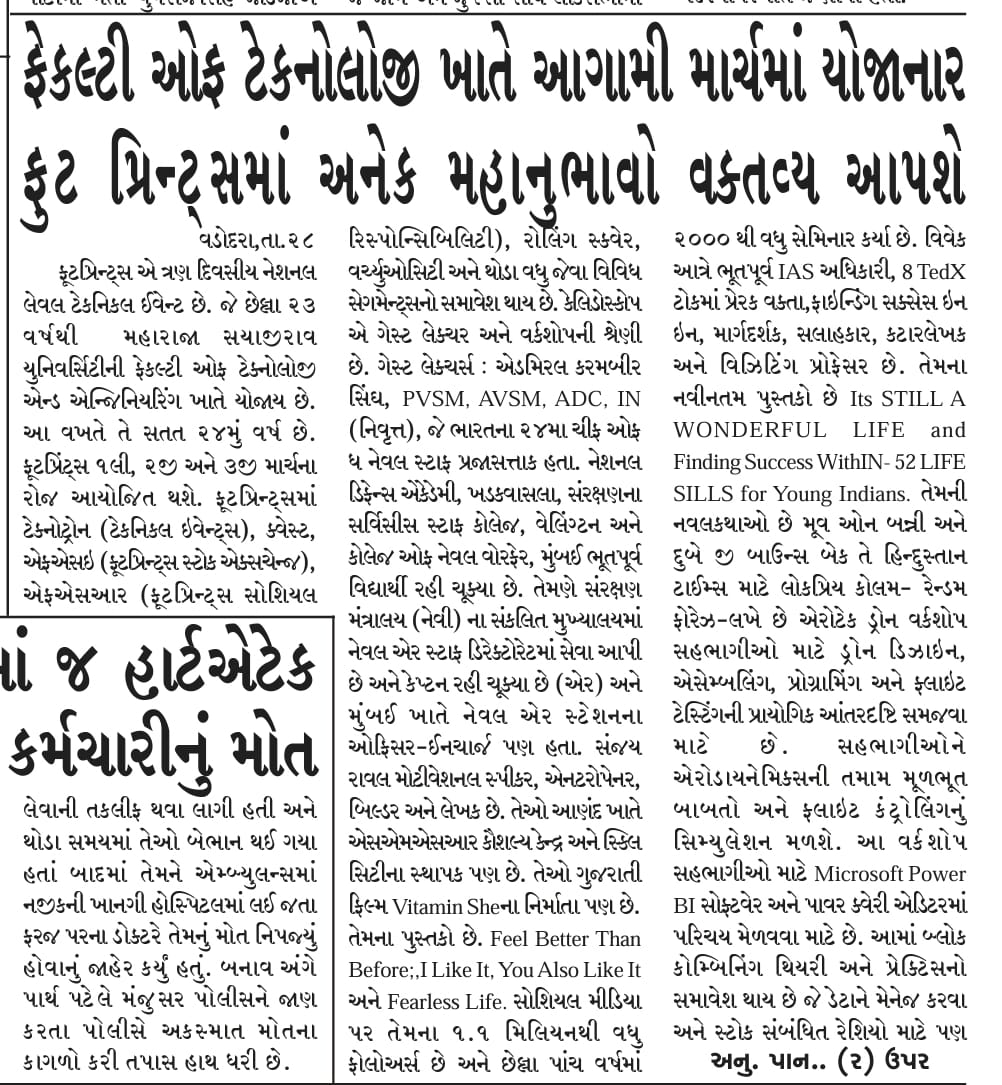 ફેકલ્ટી ઓફ ટેકનોલોજી ખાતે આગામી માર્ચમાં યોજાનાર
ફુટ પ્રિન્ટ્સમાં અનેક મહાનુભાવો વક્તવ્ય આપશે
વડોદરા,તા.૨૮
ફૂટપ્રિન્ટ્સ એ ત્રણ દિવસીય નેશનલ
લેવલ ટેકનિકલ ઈવેન્ટ છે. જે છેલ્લા ૨૩
વર્ષથી મહારાજા સયાજીરાવ
યુનિવર્સિટીની ફેકલ્ટી ઓફ ટેક્નોલોજી
એન્ડ એન્જિનિયરિંગ ખાતે યોજાય છે.
આ વખતે તે સતત ૨૪મું વર્ષ છે.
ફૂટપ્રિંટ્સ ૧લી, ૨જી અને ૩જી માર્ચના
રોજ આયોજિત થશે. ફૂટપ્રિન્ટ્સમાં
ટેક્નોટ્રોન (ટેકનિકલ ઇવેન્ટ્સ), ક્વેસ્ટ,
એફએસઇ (ફૂટપ્રિન્ટ્સ સ્ટોક એક્સચેન્જ),
એફએસઆર (ફૂટપ્રિન્ટ્સ સોશિયલ
રિસ્પોન્સિબિલિટી), રોલિંગ સ્ક્વેર,
વર્ચ્યુઓસિટી અને થોડા વધુ જેવા વિવિધ
સેગમેન્ટ્સનો સમાવેશ થાય છે. કેલિડોસ્કોપ
એ ગેસ્ટ લેક્ચર અને વર્કશોપની શ્રેણી
છે. ગેસ્ટ લેક્ચર્સ : એડમિરલ કરમબીર
સિંઘ, PVSM, AVSM, ADC, IN
(નિવૃત્ત), જે ભારતના ૨૪મા ચીફ ઓફ
ધ નેવલ સ્ટાફ પ્રજાસત્તાક હતા. નેશનલ
ડિફેન્સ એકેડેમી, ખડકવાસલા, સંરક્ષણના
સર્વિસીસ સ્ટાફ કોલેજ, વેલિંગ્ટન અને
કોલેજ ઓફ નેવલ વોરફેર, મુંબઈ ભૂતપૂર્વ
વિદ્યાર્થી રહી ચૂક્યા છે. તેમણે સંરક્ષણ
મંત્રાલય (નેવી) ના સંકલિત મુખ્યાલયમાં
નેવલ એર સ્ટાફ ડિરેક્ટોરેટમાં સેવા આપી
છે અને કેપ્ટન રહી ચૂક્યા છે (એર) અને
મુંબઈ ખાતે નેવલ એર સ્ટેશનના
ઓફિસર-ઈનચાર્જ પણ હતા. સંજય
રાવલ મોટીવેશનલ સ્પીકર, એનટરોપેનર,
બિલ્ડર અને લેખક છે. તેઓ આણંદ ખાતે
એસએમએસઆર કૌશલ્ય કેન્દ્ર અને સ્કિલ
સિટીના સ્થાપક પણ છે. તેઓ ગુજરાતી
ફિલ્મ Vitamin Sheના નિર્માતા પણ છે.
તેમના પુસ્તકો છે. Feel Better Than
Before;,I Like It, You Also Like It
અને Fearless Life. સોશિયલ મીડિયા
પર તેમના ૧.૧ મિલિયનથી વધુ
ફોલોઅર્સ છે અને છેલ્લા પાંચ વર્ષમાં
૨૦૦૦ થી વધુ સેમિનાર કર્યા છે. વિવેક
આત્રે ભૂતપૂર્વ IAS અધિકારી, 8 TedX
ટોકમાં પ્રેરક વક્તા,ફાઇન્ડિંગ સક્સેસ ઇન
ઇન, માર્ગદર્શક, સલાહકાર, કટારલેખક
અને વિઝિટિંગ પ્રોફેસર છે. તેમના
નવીનતમ પુસ્તકો છે Its STILL A
WONDERFUL LIFE and
Finding Success WithIN- 52 LIFE
SILLS for Young Indians. તેમની
નવલકથાઓ છે મૂવ ઓન બન્ની અને
દુબે જી બાઉન્સ બેક તે હિન્દુસ્તાન
ટાઈમ્સ માટે લોકપ્રિય કોલમ- રેન્ડમ
ફોરેઝ-લખે છે એરોટેક ડ્રોન વર્કશોપ
સહભાગીઓ માટે ડ્રોન ડિઝાઇન,
એસેમ્બલિંગ, પ્રોગ્રામિંગ અને ફ્લાઇટ
ટેસ્ટિંગની પ્રાયોગિક આંતરદષ્ટિ સમજવા
માટે છે. સહભાગીઓને
એરોડાયનેમિક્સની તમામ મૂળભૂત
બાબતો અને ફ્લાઇટ કંટ્રોલિંગનું
સિમ્યુલેશન મળશે. આ વર્કશોપ
સહભાગીઓ માટે Microsoft Power
BI સોફ્ટવેર અને પાવર ક્વેરી એડિટરમાં
પરિચય મેળવવા માટે છે. આમાં બ્લોક
કોમ્બિનિંગ થિયરી અને પ્રેક્ટિસનો
સમાવેશ થાય છે જે ડેટાને મેનેજ કરવા
અને સ્ટોક સંબંધિત રેશિયો માટે પણ
અનુ. પાન.. (૨) ઉપર
જ હાર્ટએટેક
કર્મચારીનું મોત
લેવાની તકલીફ થવા લાગી હતી અને
થોડા સમયમાં તેઓ બેભાન થઈ ગયા
હતાં બાદમાં તેમને એમ્બ્યુલન્સમાં
નજીકની ખાનગી હોસ્પિટલમાં લઈ જતા
ફરજ પરના ડોક્ટરે તેમનું મોત નિપજ્યું
હોવાનું જાહેર કર્યું હતું. બનાવ અંગે
પાર્થ પટેલે મંજુસર પોલીસને જાણ
કરતા પોલીસે અકસ્માત મોતના
કાગળો કરી તપાસ હાથ ધરી છે.